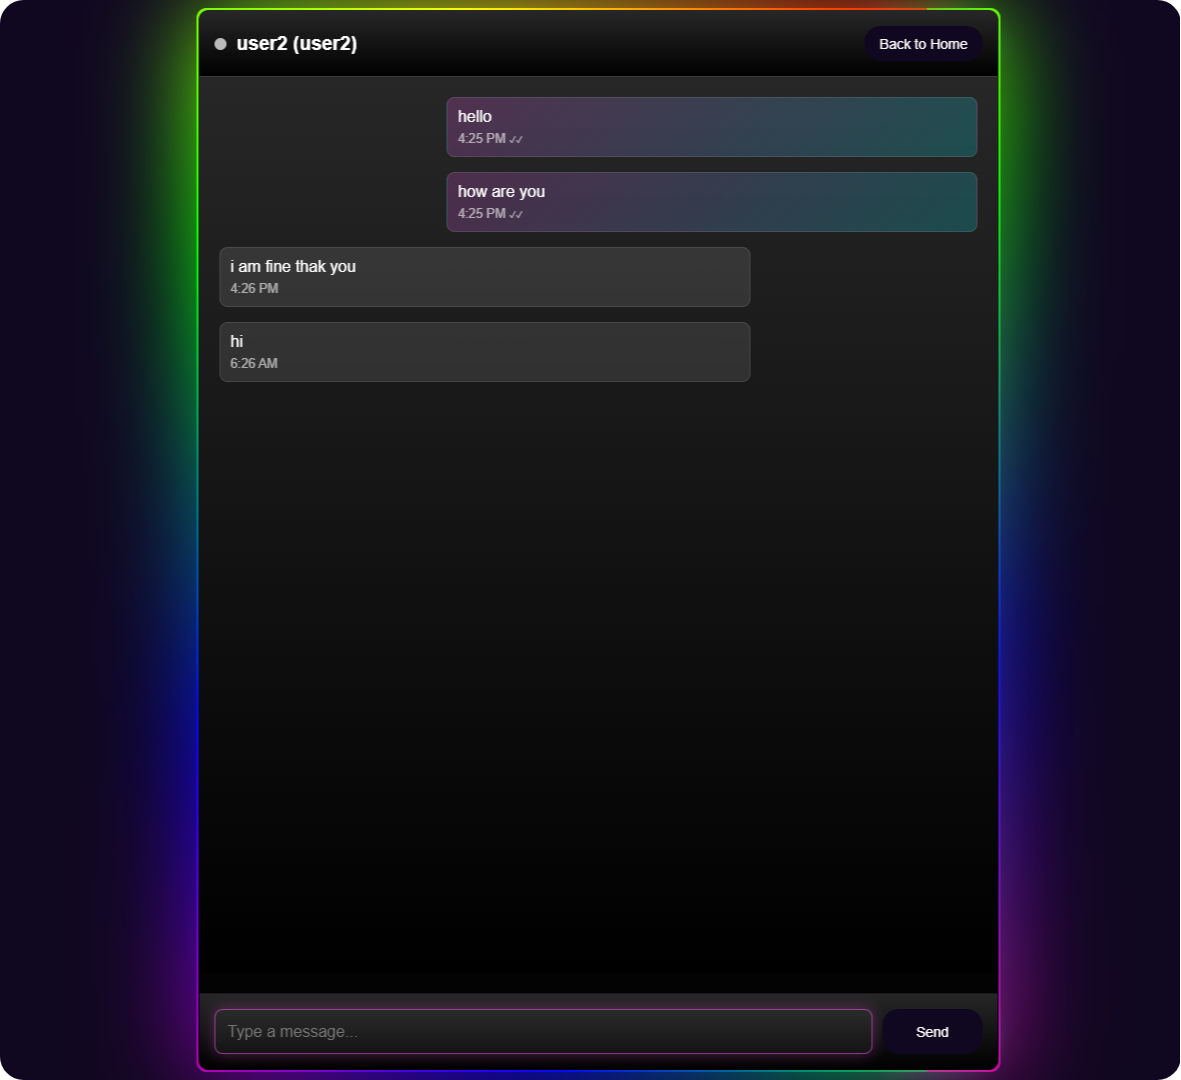 user2 (user2)
Back to Home
hello
4:25 PM ✓✓
how are you
4:25 PM ✓✓
i am fine thak you
4:26 PM
hi
6:26 AM
Type a message...
Send